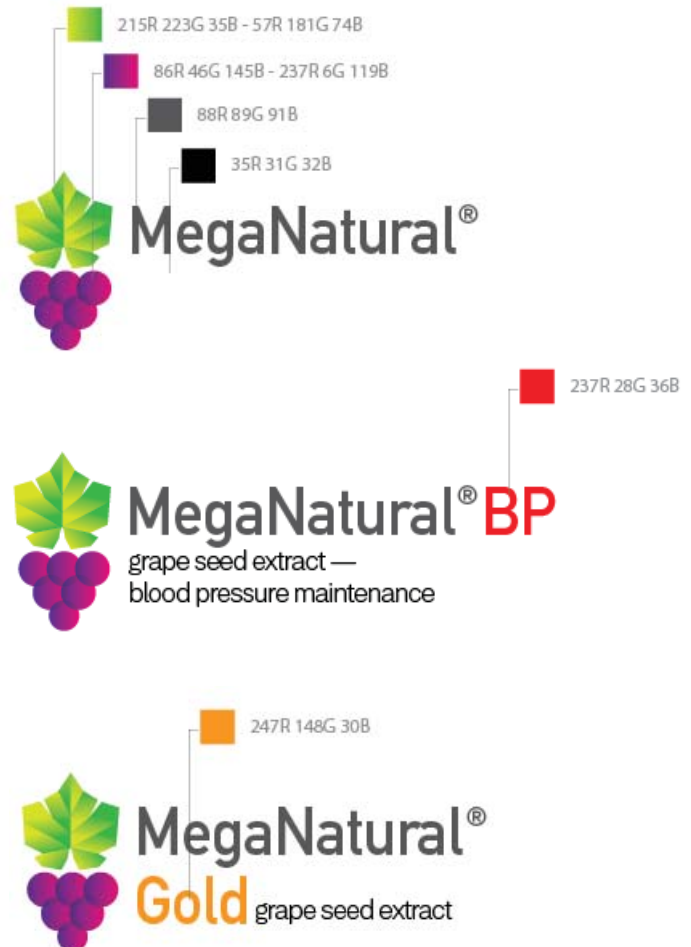 215R 223G 35B - 57R 181G 74B
86R 46G 145B - 237R 6G 119B
88R 89G 91B
35R 31G 32B
MegaNatural®
237R 28G 36B
MegaNatural® BP
grape seed extract —
blood pressure maintenance
247R 148G 30B
MegaNatural®
Gold grape seed extract